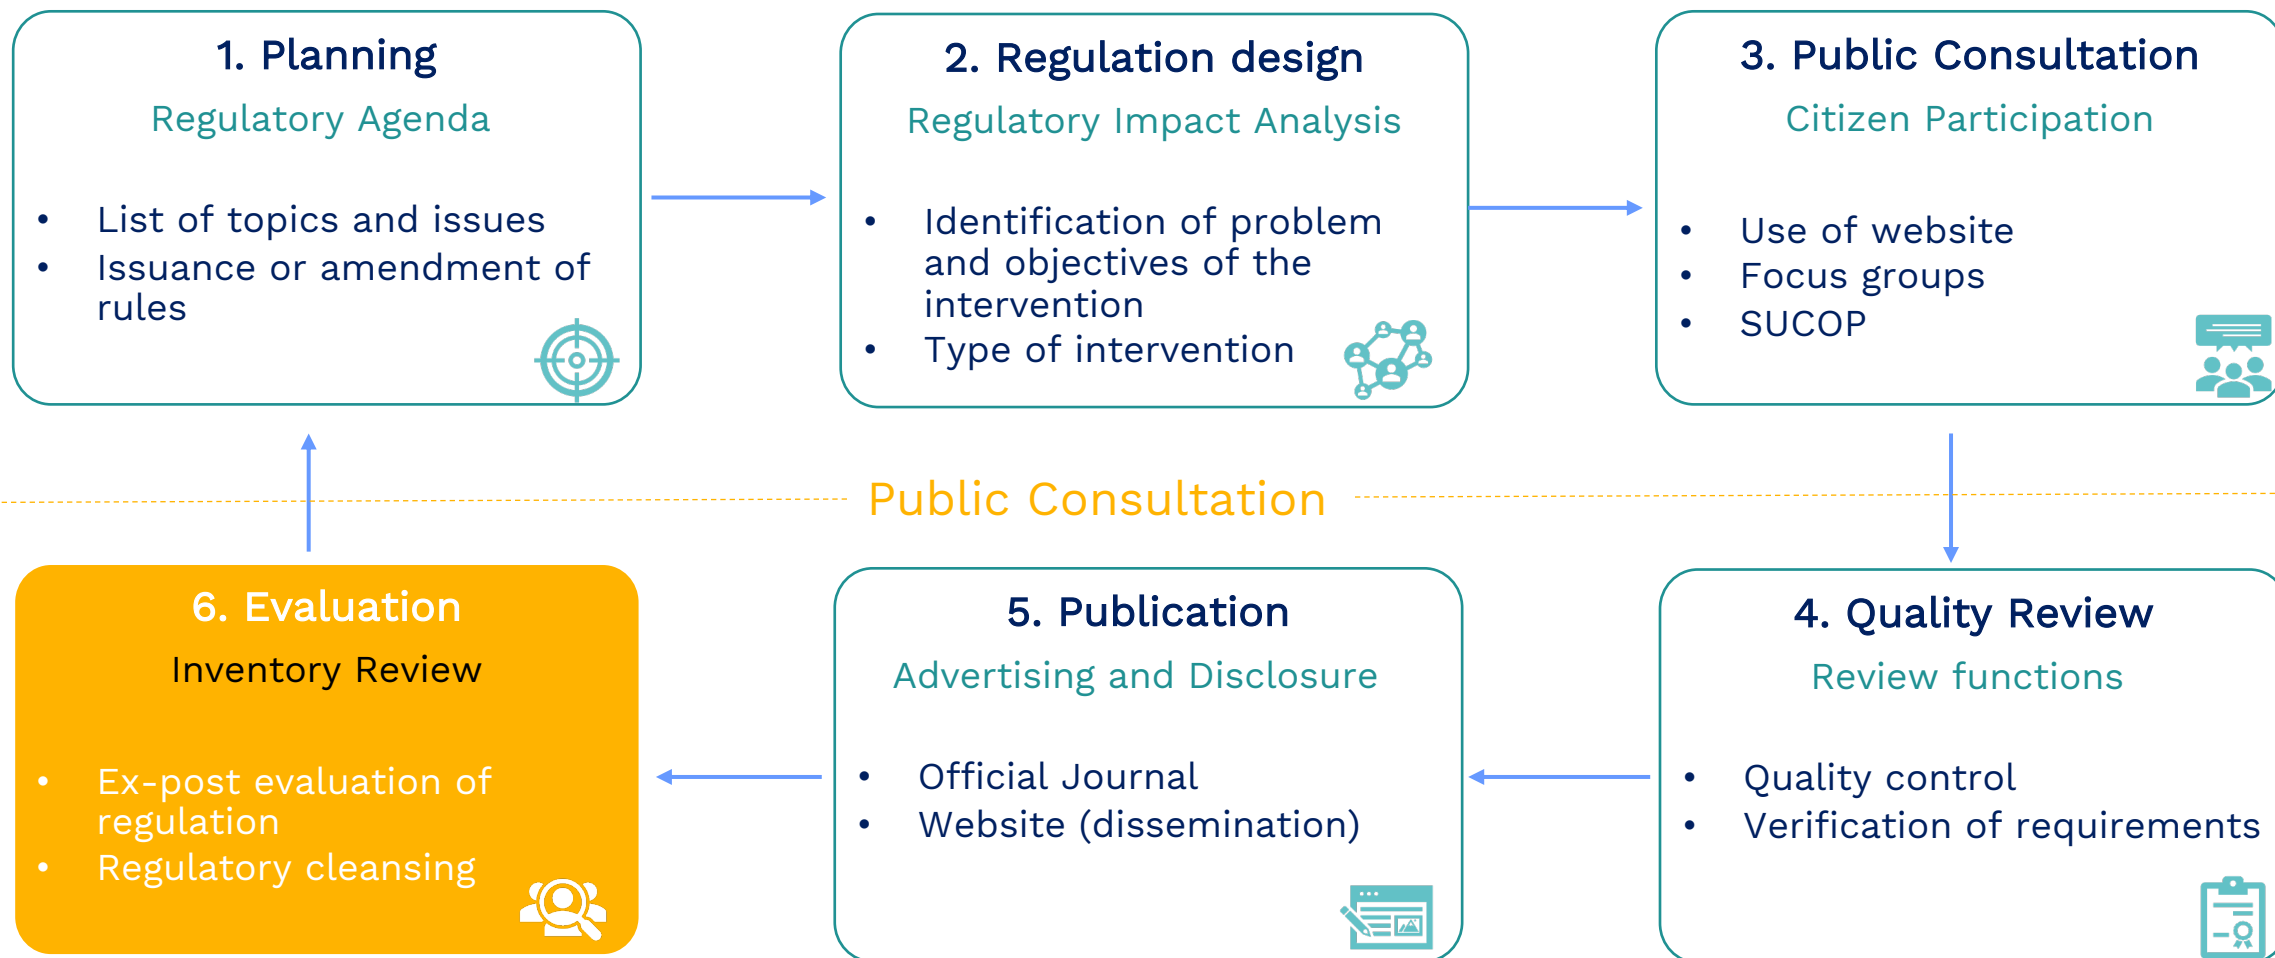 1. Planning
Regulatory Agenda
• List of topics and issues
• Issuance or amendment of
rules
2. Regulation design
Regulatory Impact Analysis
• Identification of problem
and objectives of the
intervention
• Type of intervention
3. Public Consultation
Citizen Participation
• Use of website
• Focus groups
• SUCOP
Public Consultation
6. Evaluation
Inventory Review
• Ex-post evaluation of
regulation
• Regulatory cleansing
5. Publication
Advertising and Disclosure
• Official Journal
• Website (dissemination)
4. Quality Review
Review functions
• Quality control
• Verification of requirements